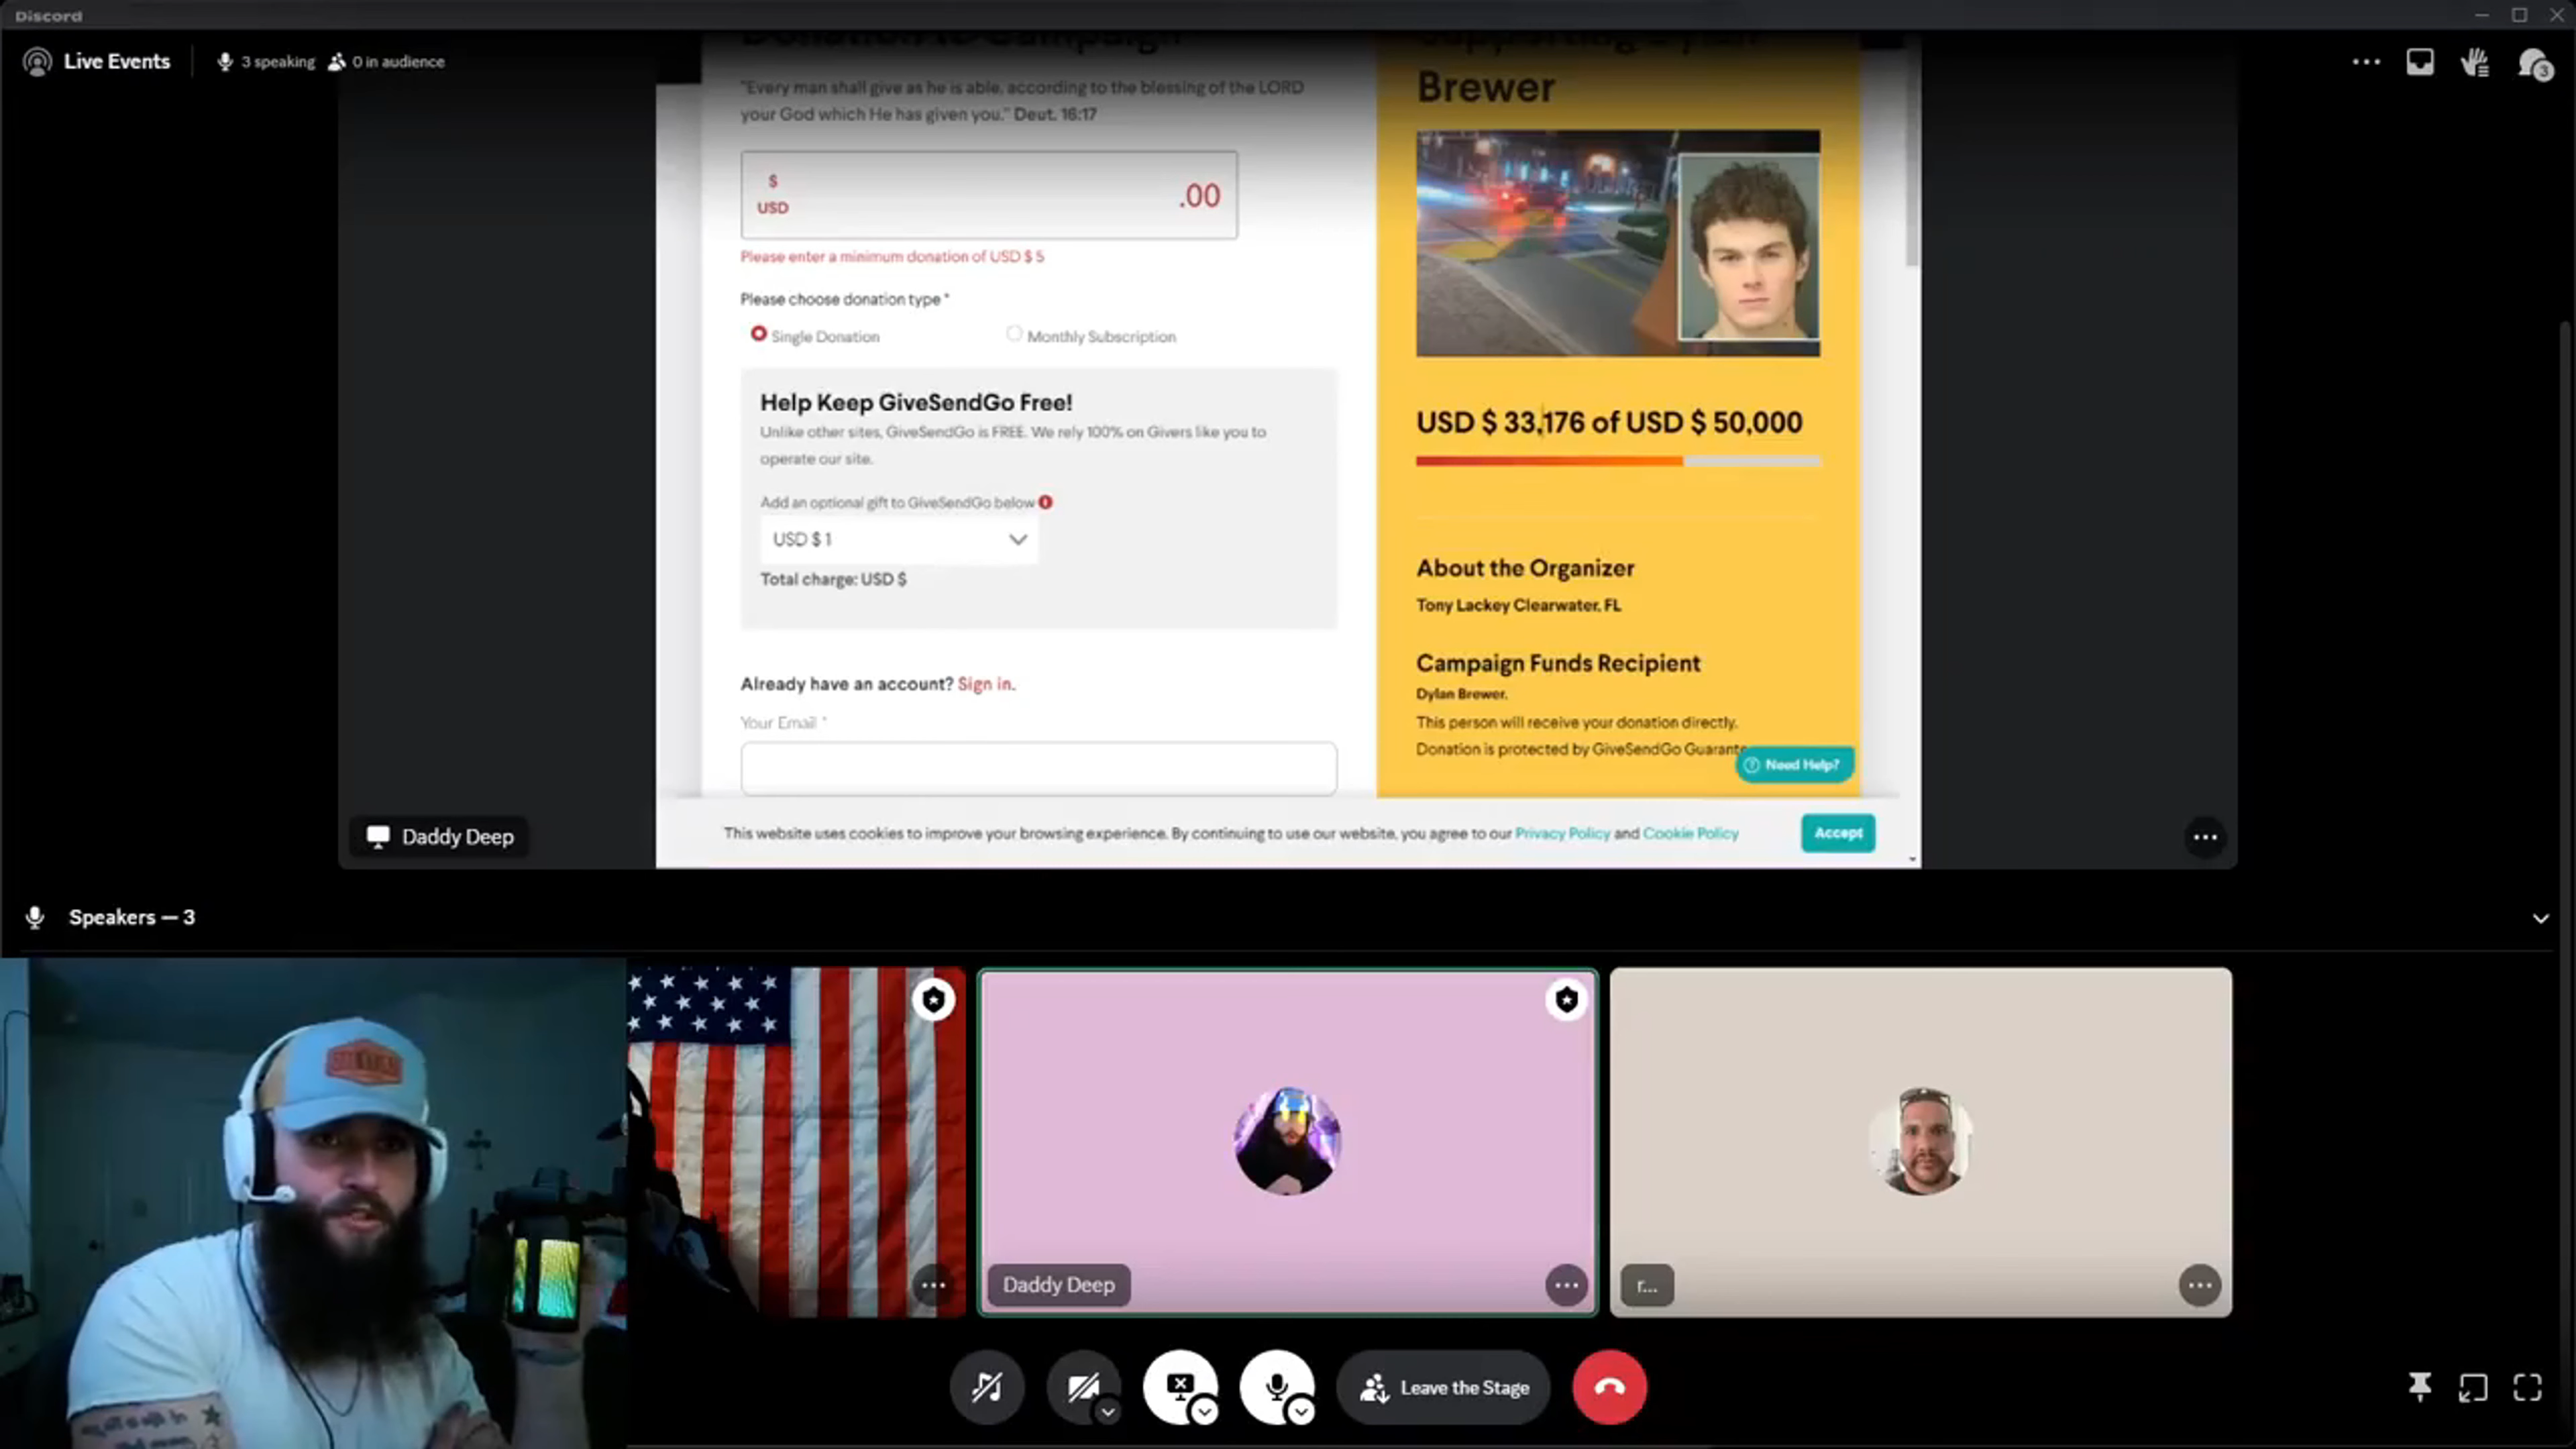 Discord
Live Events
3 speaking
0 in audience
3
Donation to Campaign
"Every man shall give as he is able, according to the blessing of the LORD
your God which He has given you." Deut. 16:17
$
USD
.00
Please enter a minimum donation of USD $ 5
Please choose donation type *
Single Donation
Monthly Subscription
Help Keep GiveSendGo Free!
Unlike other sites, GiveSendGo is FREE. We rely 100% on Givers like you to
operate our site.
Add an optional gift to GiveSendGo below
USD $ 1
Total charge: USD $
Already have an account? Sign in.
Your Email *
Supporting Dylan
Brewer
USD $ 33,176 of USD $ 50,000
About the Organizer
Tony Lackey Clearwater, FL
Campaign Funds Recipient
Dylan Brewer.
This person will receive your donation directly.
Donation is protected by GiveSendGo Guarante
Need Help?
This website uses cookies to improve your browsing experience. By continuing to use our website, you agree to our Privacy Policy and Cookie Policy
Accept
Daddy Deep
Speakers — 3
Daddy Deep
r...
Leave the Stage